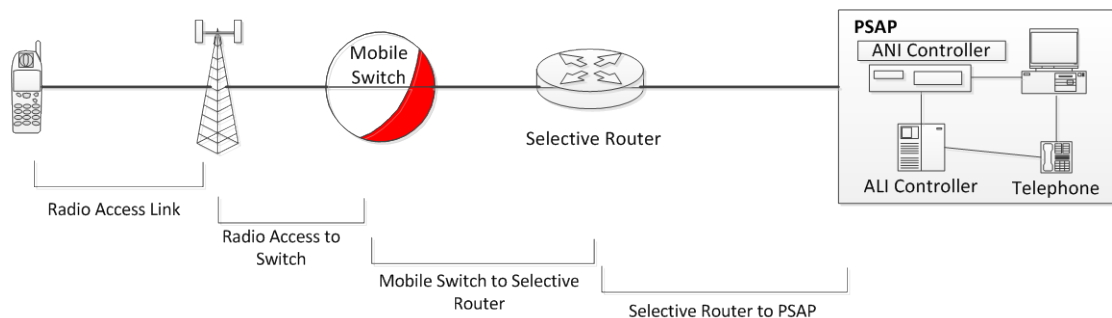 PSAP
ANI Controller
Mobile
Switch
Selective Router
ALI Controller
Telephone
Radio Access Link
Radio Access to
Switch
Mobile Switch to Selective
Router
Selective Router to PSAP